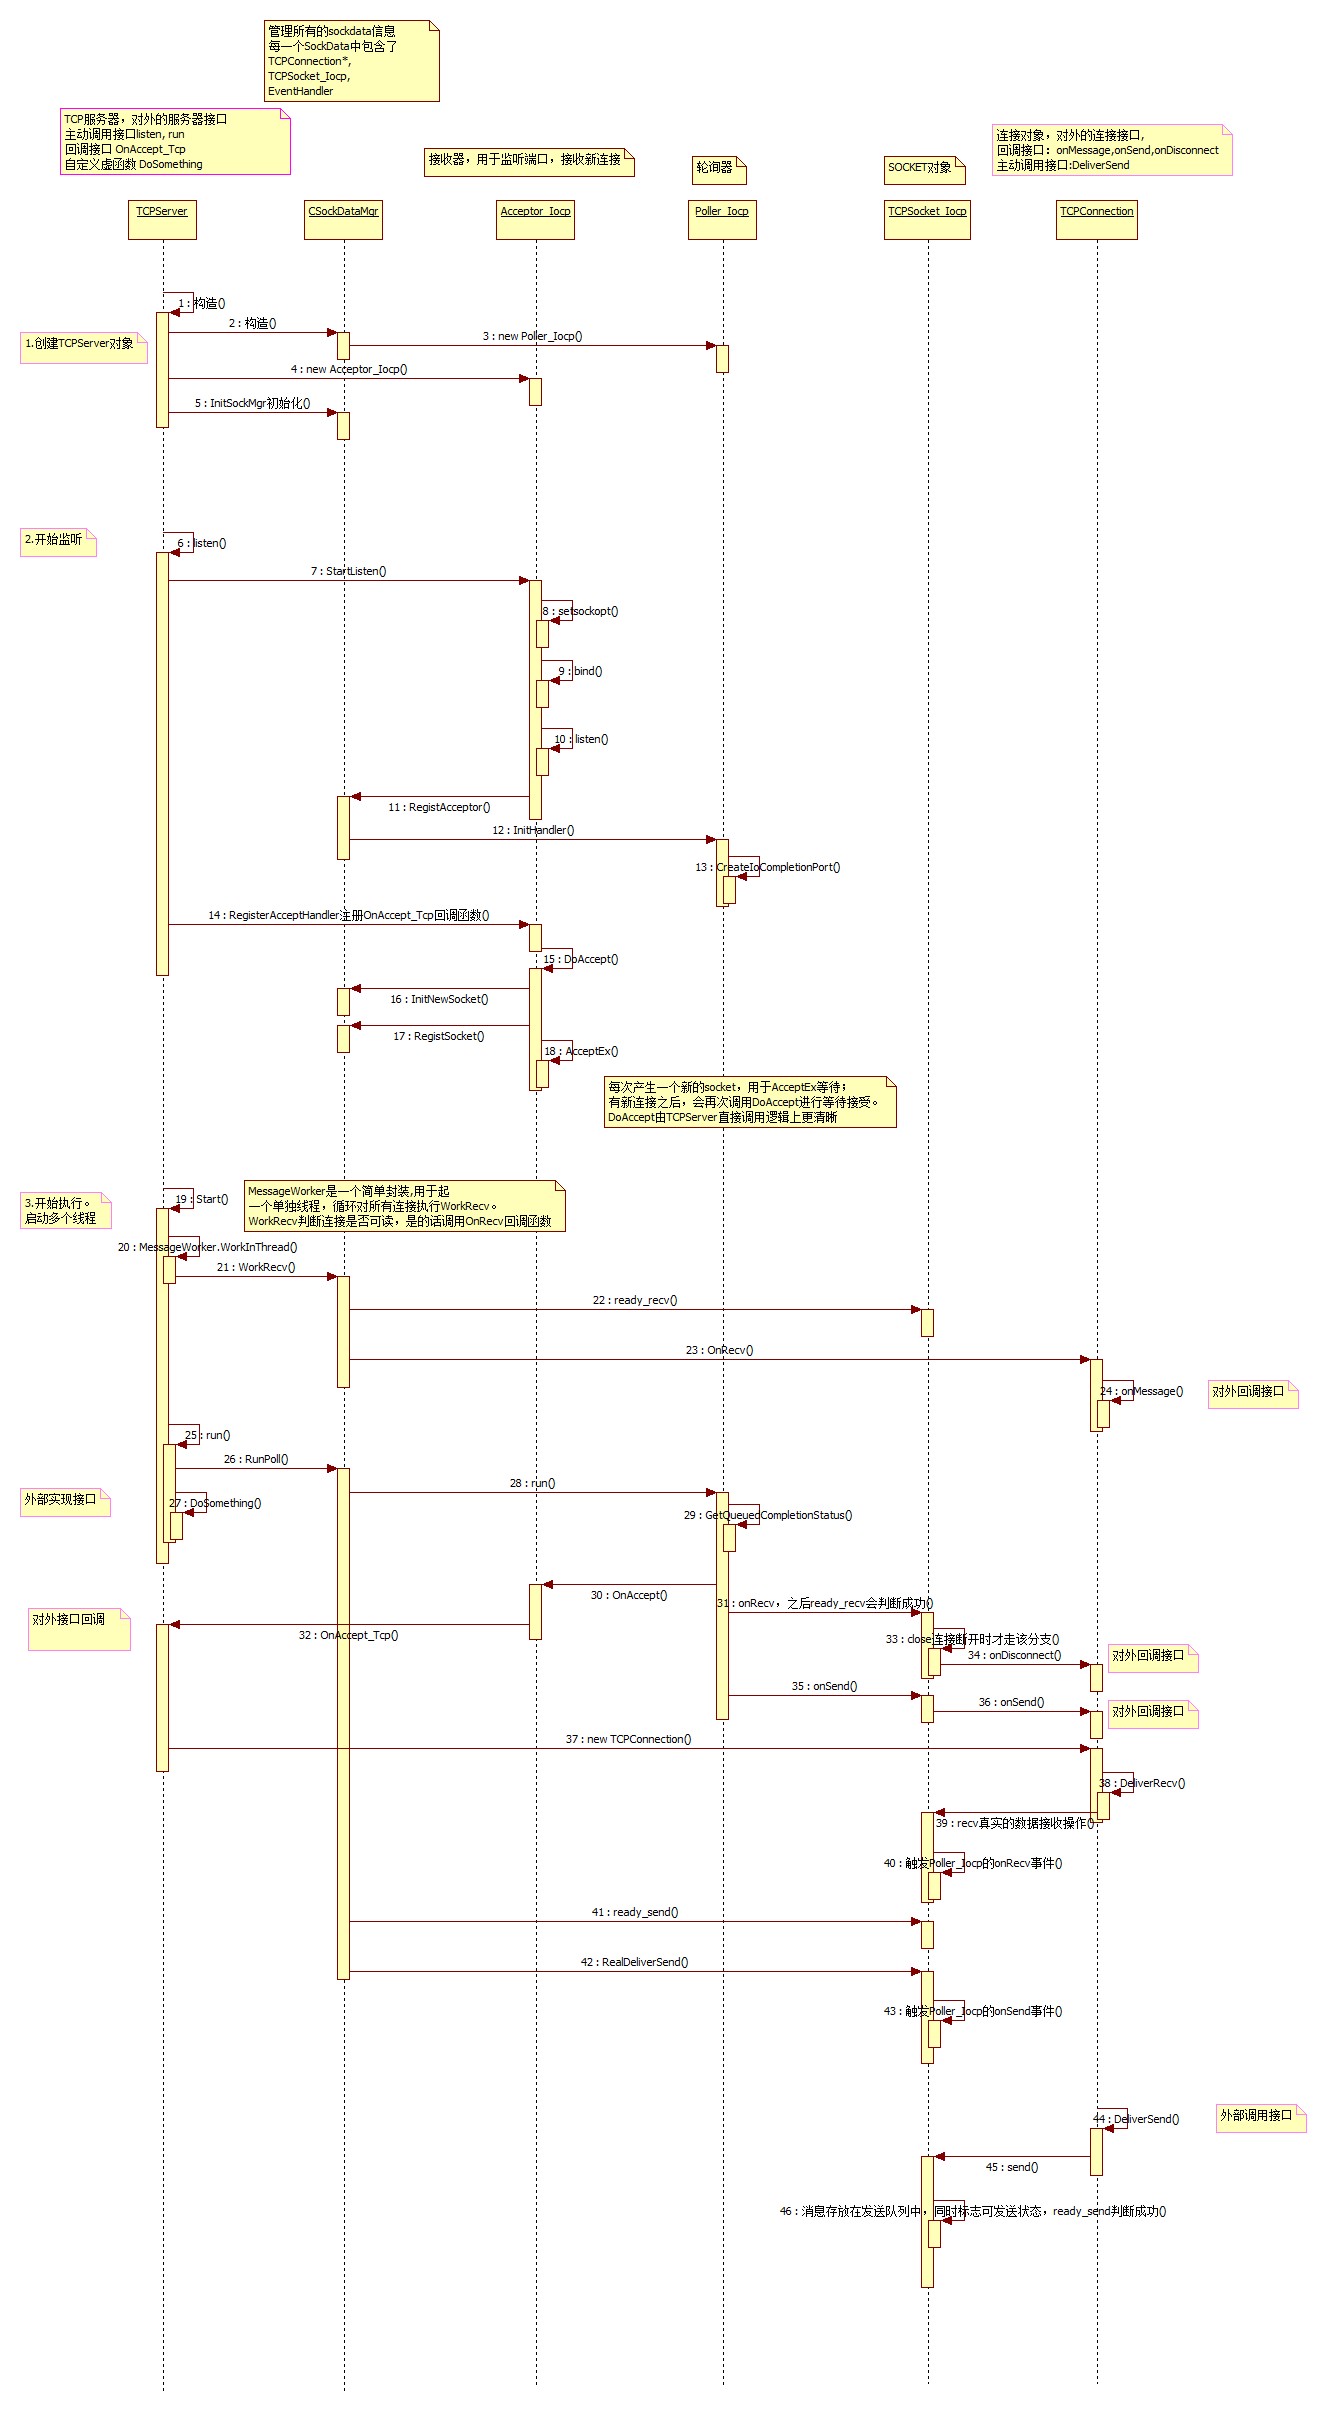 管理所有的sockdata信息
每一个SockData中包含了
TCPConnection*,
TCPSocket_Iocp,
EventHandler
TCP服务器，对外的服务器接口
主动调用接口listen, run
回调接口 OnAccept_Tcp
自定义虚函数 DoSomething
接收器，用于监听端口，接收新连接
轮询器
SOCKET对象
连接对象，对外的连接接口,
回调接口：onMessage,onSend,onDisconnect
主动调用接口:DeliverSend
TCPServer
CSockDataMgr
Acceptor_Iocp
Poller_Iocp
TCPSocket_Iocp
TCPConnection
1 : 构造()
2 : 构造()
1.创建TCPServer对象
3 : new Poller_Iocp()
4 : new Acceptor_Iocp()
5 : InitSockMgr初始化()
2.开始监听
6 : listen()
7 : StartListen()
8 : setsockopt()
9 : bind()
10 : listen()
11 : RegistAcceptor()
12 : InitHandler()
13 : CreateIoCompletionPort()
14 : RegisterAcceptHandler注册OnAccept_Tcp回调函数()
15 : DoAccept()
16 : InitNewSocket()
17 : RegistSocket()
18 : AcceptEx()
每次产生一个新的socket，用于AcceptEx等待；
有新连接之后，会再次调用DoAccept进行等待接受。
DoAccept由TCPServer直接调用逻辑上更清晰
3.开始执行。
启动多个线程
19 : Start()
MessageWorker是一个简单封装,用于起
一个单独线程，循环对所有连接执行WorkRecv。
WorkRecv判断连接是否可读，是的话调用OnRecv回调函数
20 : MessageWorker.WorkInThread()
21 : WorkRecv()
22 : ready_recv()
23 : OnRecv()
24 : onMessage()
对外回调接口
25 : run()
26 : RunPoll()
外部实现接口
27 : DoSomething()
28 : run()
29 : GetQueuedCompletionStatus()
30 : OnAccept()
31 : onRecv，之后ready_recv会判断成功()
对外接口回调
32 : OnAccept_Tcp()
33 : close连接断开时才走该分支()
34 : onDisconnect()
对外回调接口
35 : onSend()
36 : onSend()
对外回调接口
37 : new TCPConnection()
38 : DeliverRecv()
39 : recv真实的数据接收操作()
40 : 触发Poller_Iocp的onRecv事件()
41 : ready_send()
42 : RealDeliverSend()
43 : 触发Poller_Iocp的onSend事件()
44 : DeliverSend()
外部调用接口
45 : send()
46 : 消息存放在发送队列中，同时标志可发送状态，ready_send判断成功()